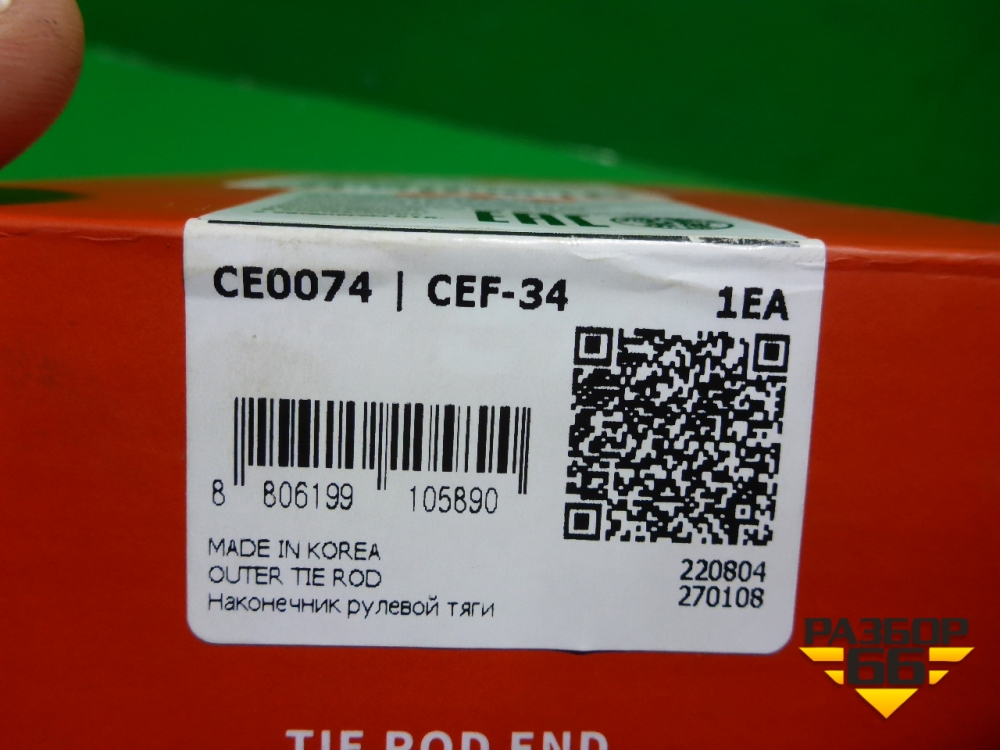 EAC
CE0074 | CEF-34
1EA
8 806199 105890
MADE IN KOREA
OUTER TIE ROD
Наконечник рулевой тяги
220804
270108
TIE ROD END
РАЗБОР
66